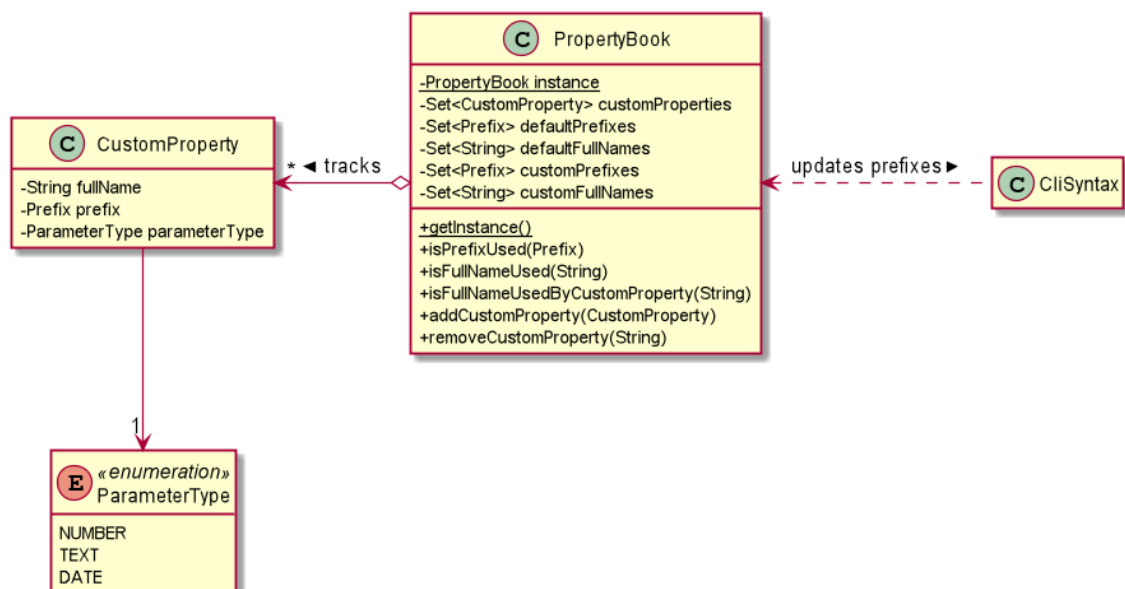 C PropertyBook
-PropertyBook instance
-Set<CustomProperty> customProperties
-Set<Prefix> defaultPrefixes
-Set<String> defaultFullNames
-Set<Prefix> customPrefixes
-Set<String> customFullNames
+getInstance()
+isPrefixUsed(Prefix)
+isFullNameUsed(String)
+isFullNameUsedByCustomProperty(String)
+addCustomProperty(CustomProperty)
+removeCustomProperty(String)
C CustomProperty
-String fullName
-Prefix prefix
-ParameterType parameterType
* ◄ tracks
updates prefixes►
C CliSyntax
1
E «enumeration»
ParameterType
NUMBER
TEXT
DATE